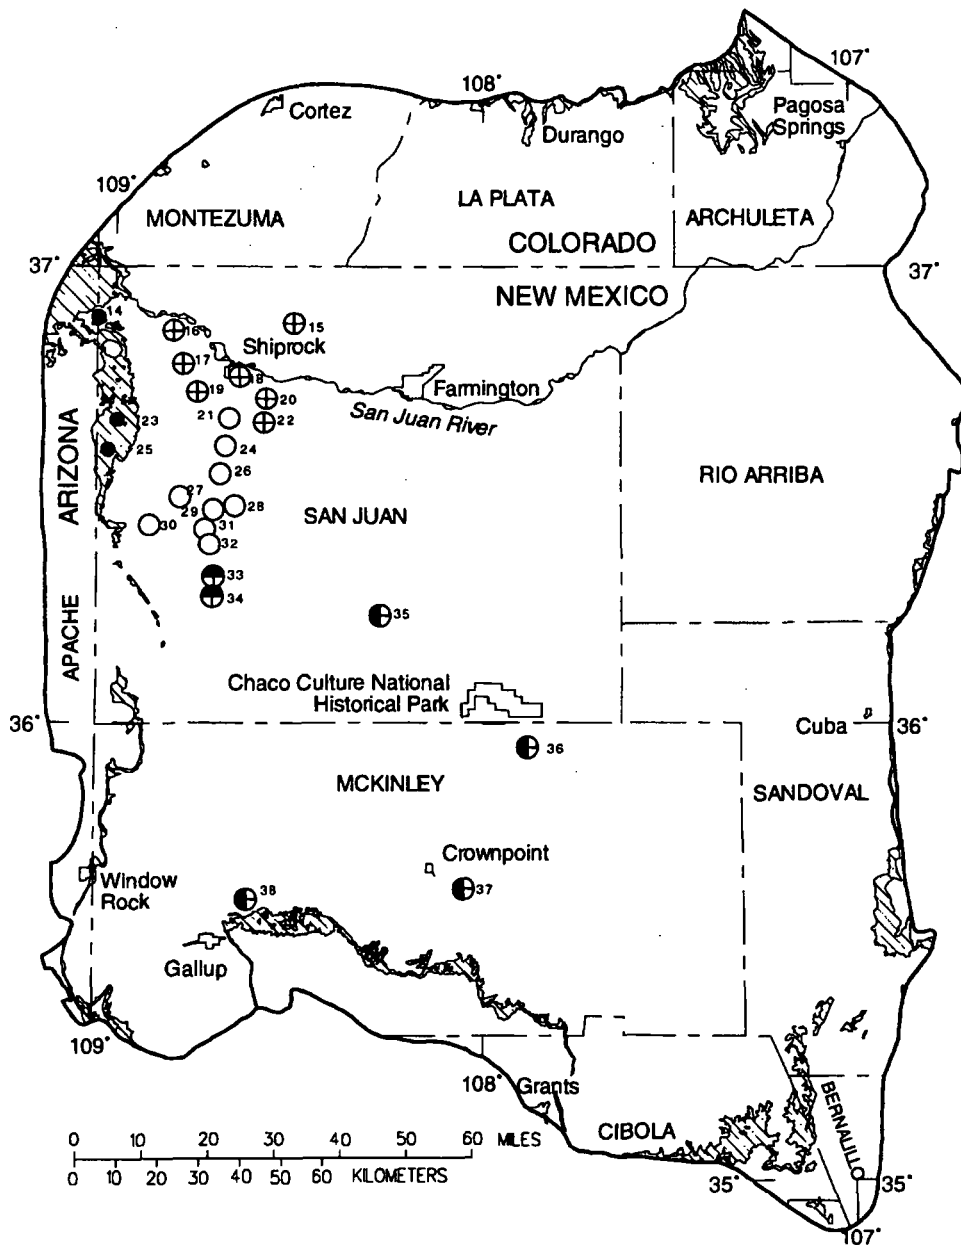 107°
108°
Cortez
Pagosa
Springs
Durango
109°
LA PLATA
MONTEZUMA
ARCHULETA
COLORADO
37°
37°
NEW MEXICO
14
16
15
Shiprock
17
18
19
Farmington
20
21
22
San Juan River
23
24
25
ARIZONA
26
RIO ARRIBA
27
28
29
SAN JUAN
30
31
32
33
34
35
APACHE
Chaco Culture National
Historical Park
36°
Cuba
36°
36
MCKINLEY
SANDOVAL
Crownpoint
Window
Rock
37
38
Gallup
109°
108°
Grants
BERNALILLO
CIBOLA
0 10 20 30 40 60 MILES
0 10 20 30 40 50 60 KILOMETERS
35°
35°
107°